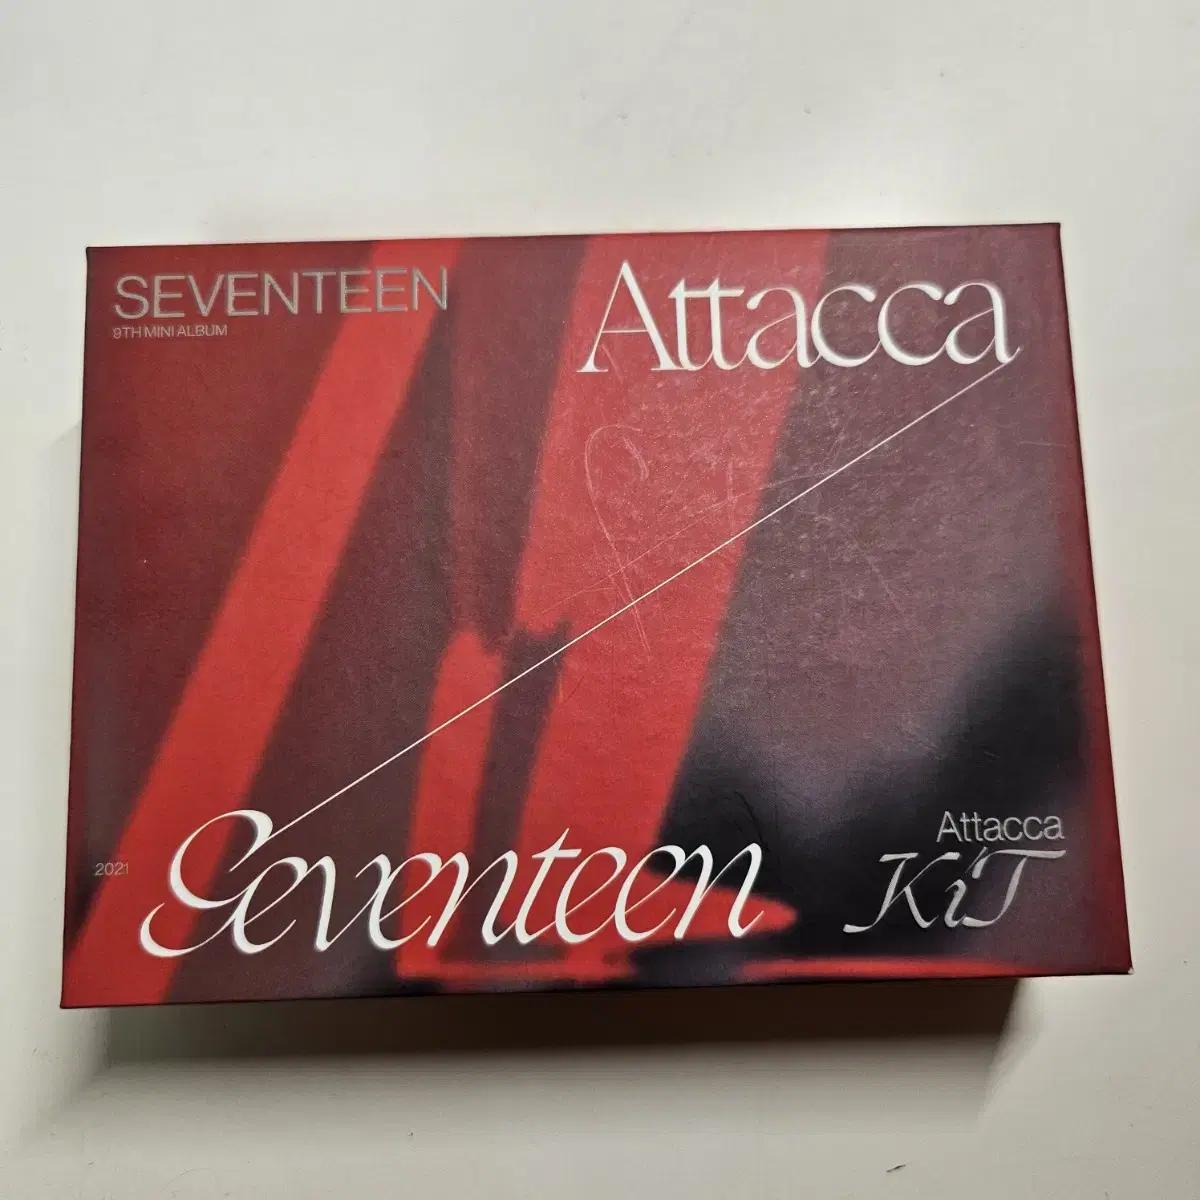 SEVENTEEN
9TH MINI ALBUM
Attacca
2021
Seventeen
Attacca
KiT